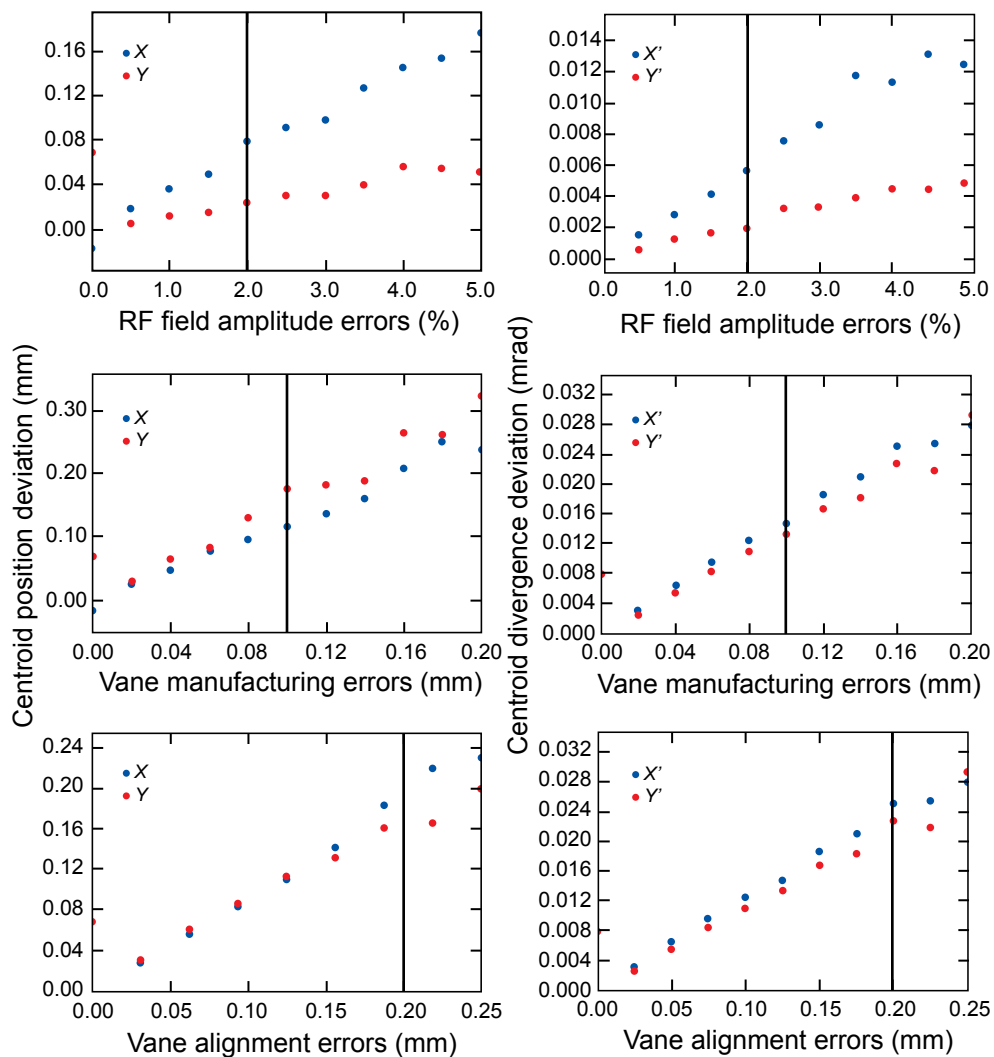 0.16
0.12
0.08
0.04
0.00
X
Y
0.0 1.0 2.0 3.0 4.0 5.0
RF field amplitude errors (%)
0.014
0.012
0.010
0.008
0.006
0.004
0.002
0.000
X'
Y'
0.0 1.0 2.0 3.0 4.0 5.0
RF field amplitude errors (%)
Centroid position deviation (mm)
0.30
0.20
0.10
0.00
X
Y
0.00 0.04 0.08 0.12 0.16 0.20
Vane manufacturing errors (mm)
Centroid divergence deviation (mrad)
0.032
0.028
0.024
0.020
0.016
0.012
0.008
0.004
0.000
X'
Y'
0.00 0.04 0.08 0.12 0.16 0.20
Vane manufacturing errors (mm)
0.24
0.20
0.16
0.12
0.08
0.04
0.00
X
Y
0.00 0.05 0.10 0.15 0.20 0.25
Vane alignment errors (mm)
0.032
0.028
0.024
0.020
0.016
0.012
0.008
0.004
0.000
X'
Y'
0.00 0.05 0.10 0.15 0.20 0.25
Vane alignment errors (mm)